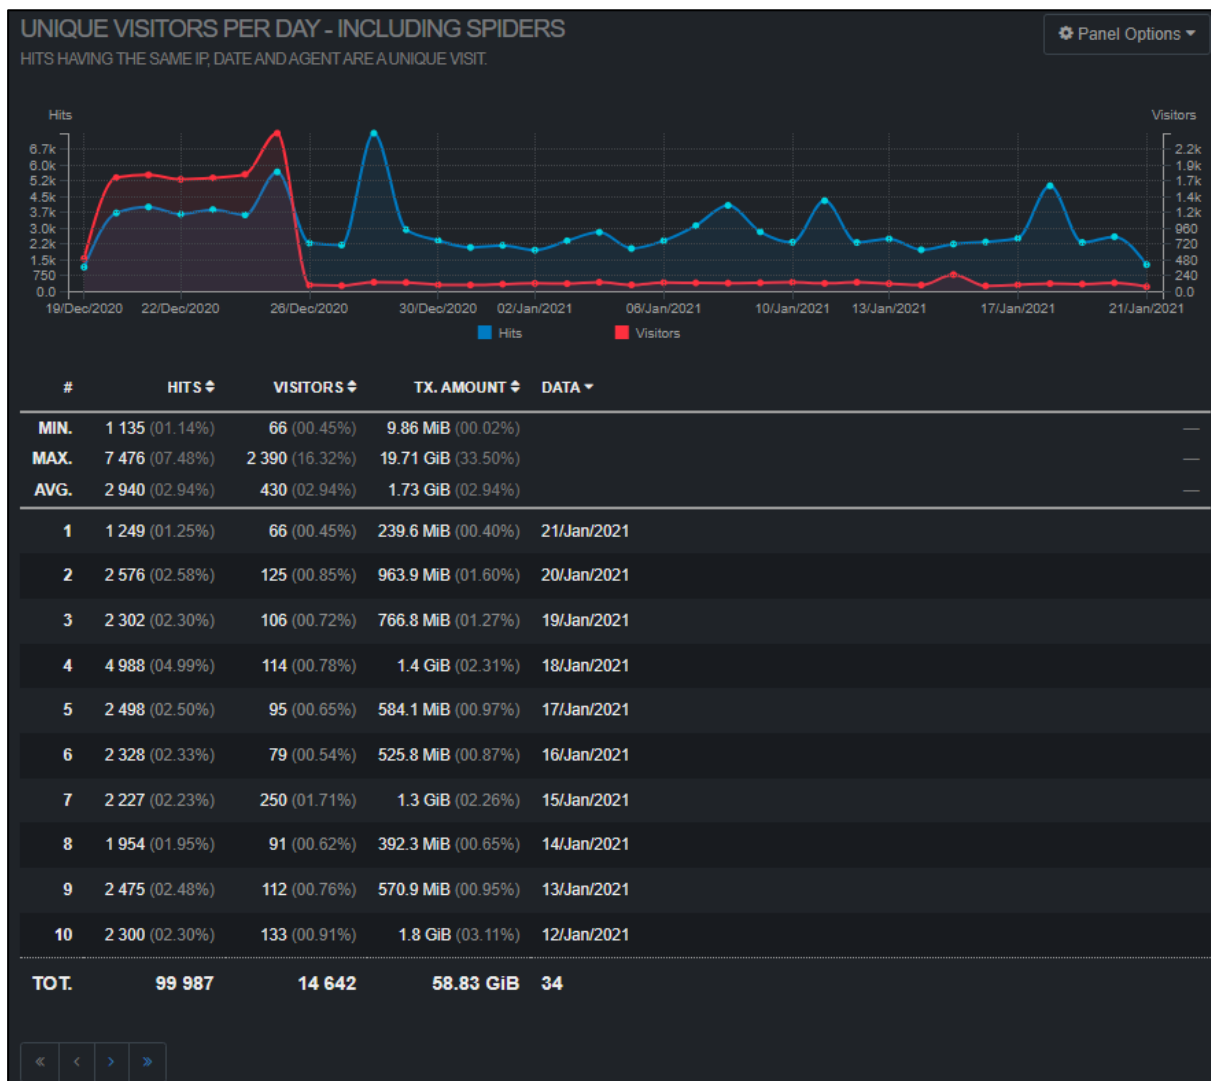 UNIQUE VISITORS PER DAY - INCLUDING SPIDERS
Panel Options
HITS HAVING THE SAME IP, DATE AND AGENT ARE A UNIQUE VISIT.
Hits Visitors
6.7k 2.2k
6.0k 1.9k
5.2k 1.7k
4.5k 1.4k
3.7k 1.2k
3.0k 960
2.2k 720
1.5k 480
750 240
0.0 0.0
19/Dec/2020 22/Dec/2020 26/Dec/2020 30/Dec/2020 02/Jan/2021 06/Jan/2021 10/Jan/2021 13/Jan/2021 17/Jan/2021 21/Jan/2021
Hits Visitors
# HITS VISITORS TX. AMOUNT DATA
MIN. 1 135 (01.14%) 66 (00.45%) 9.86 MiB (00.02%) —
MAX. 7 476 (07.48%) 2 390 (16.32%) 19.71 GiB (33.50%) —
AVG. 2 940 (02.94%) 430 (02.94%) 1.73 GiB (02.94%) —
1 1 249 (01.25%) 66 (00.45%) 239.6 MiB (00.40%) 21/Jan/2021
2 2 576 (02.58%) 125 (00.85%) 963.9 MiB (01.60%) 20/Jan/2021
3 2 302 (02.30%) 106 (00.72%) 766.8 MiB (01.27%) 19/Jan/2021
4 4 988 (04.99%) 114 (00.78%) 1.4 GiB (02.31%) 18/Jan/2021
5 2 498 (02.50%) 95 (00.65%) 584.1 MiB (00.97%) 17/Jan/2021
6 2 328 (02.33%) 79 (00.54%) 525.8 MiB (00.87%) 16/Jan/2021
7 2 227 (02.23%) 250 (01.71%) 1.3 GiB (02.26%) 15/Jan/2021
8 1 954 (01.95%) 91 (00.62%) 392.3 MiB (00.65%) 14/Jan/2021
9 2 475 (02.48%) 112 (00.76%) 570.9 MiB (00.95%) 13/Jan/2021
10 2 300 (02.30%) 133 (00.91%) 1.8 GiB (03.11%) 12/Jan/2021
TOT. 99 987 14 642 58.83 GiB 34
« ‹ › »